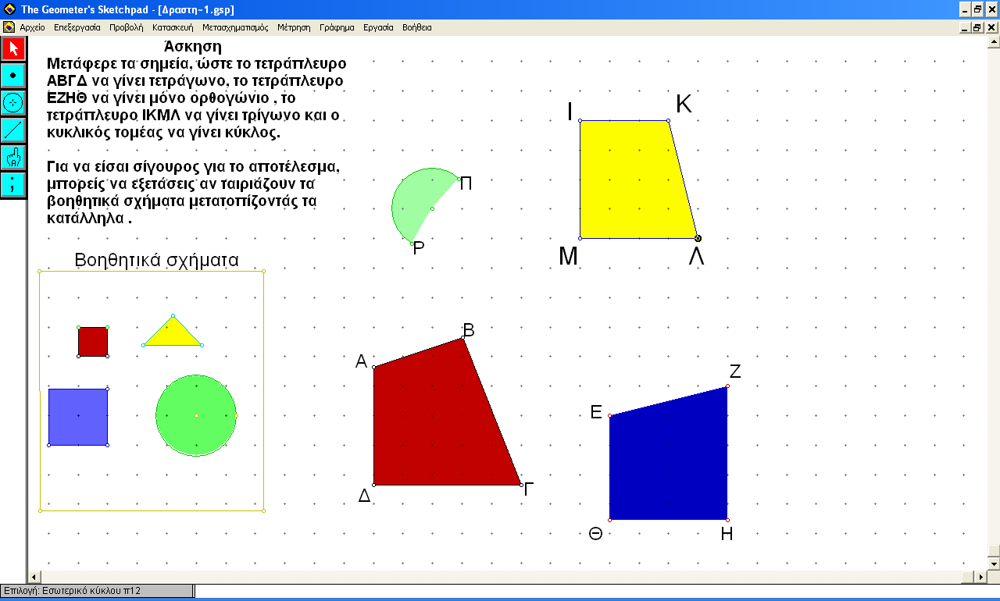 The Geometer's Sketchpad - [Δραστη~1.gsp]
Αρχείο Επεξεργασία Προβολή Κατασκευή Μετασχηματισμός Μέτρηση Γράφημα Εργασία Βοήθεια
Άσκηση
Μετάφερε τα σημεία, ώστε το τετράπλευρο
ΑΒΓΔ να γίνει τετράγωνο, το τετράπλευρο
ΕΖΗΘ να γίνει μόνο ορθογώνιο , το
τετράπλευρο ΙΚΜΛ να γίνει τρίγωνο και ο
κυκλικός τομέας να γίνει κύκλος.
Για να είσαι σίγουρος για το αποτέλεσμα,
μπορείς να εξετάσεις αν ταιριάζουν τα
βοηθητικά σχήματα μετατοπίζοντάς τα
κατάλληλα .
Βοηθητικά σχήματα
Ι
Κ
Π
Ρ
Μ
Λ
Β
Α
Ζ
Ε
Δ
Γ
Θ
Η
;
Επιλογή: Εσωτερικό κύκλου π12